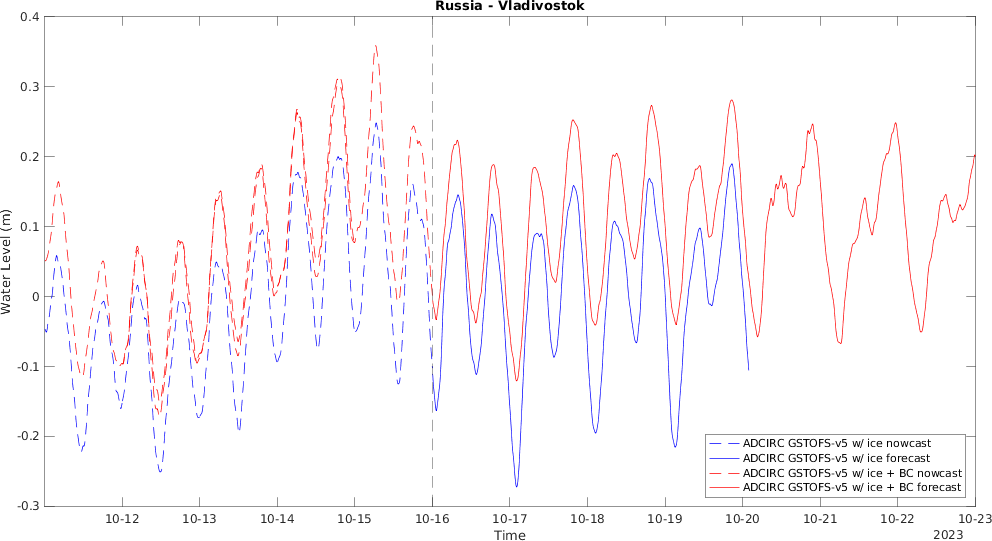 Russia - Vladivostok
0.4
0.3
0.2
0.1
0
-0.1
-0.2
-0.3
Water Level (m)
10-12 10-13 10-14 10-15 10-16 10-17 10-18 10-19 10-20 10-21 10-22 10-23
Time
2023
ADCIRC GSTOFS-v5 w/ ice nowcast
ADCIRC GSTOFS-v5 w/ ice forecast
ADCIRC GSTOFS-v5 w/ ice + BC nowcast
ADCIRC GSTOFS-v5 w/ ice + BC forecast